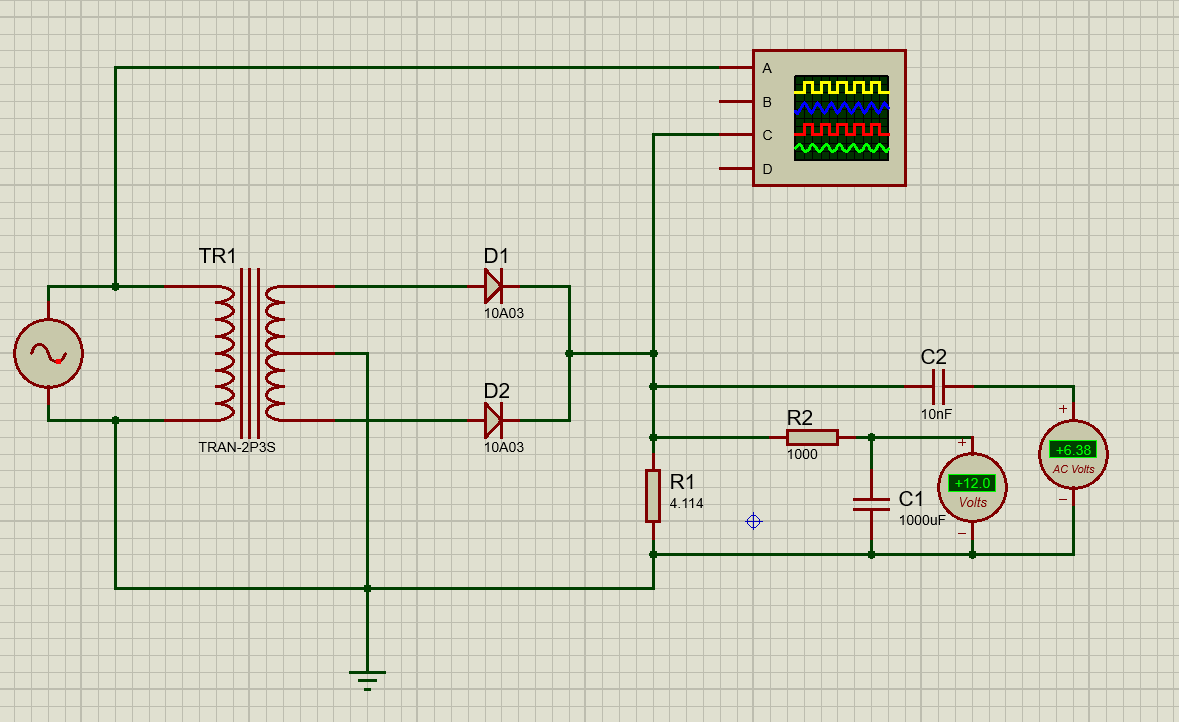 A
B
C
D
TR1
TRAN-2P3S
D1
10A03
D2
10A03
C2
10nF
+
+6.38
AC Volts
−
R2
1000
+
+12.0
Volts
−
R1
4.114
C1
1000uF